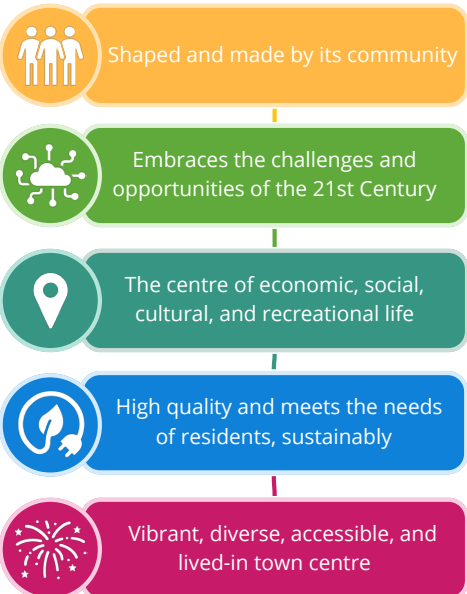 Shaped and made by its community
Embraces the challenges and
opportunities of the 21st Century
The centre of economic, social,
cultural, and recreational life
High quality and meets the needs
of residents, sustainably
Vibrant, diverse, accessible, and
lived-in town centre